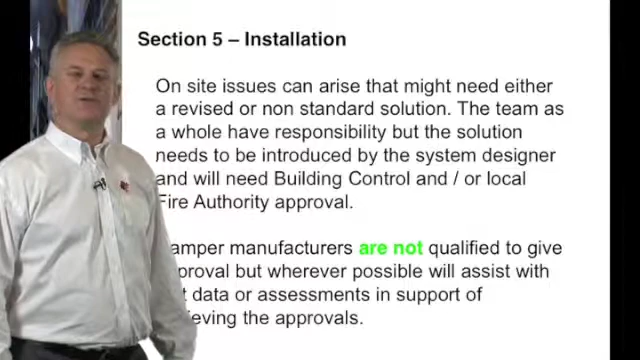 Section 5 – Installation
On site issues can arise that might need either
a revised or non standard solution. The team as
a whole have responsibility but the solution
needs to be introduced by the system designer
and will need Building Control and / or local
Fire Authority approval.
manufacturers are not qualified to give
but wherever possible will assist with
data or assessments in support of
the approvals.